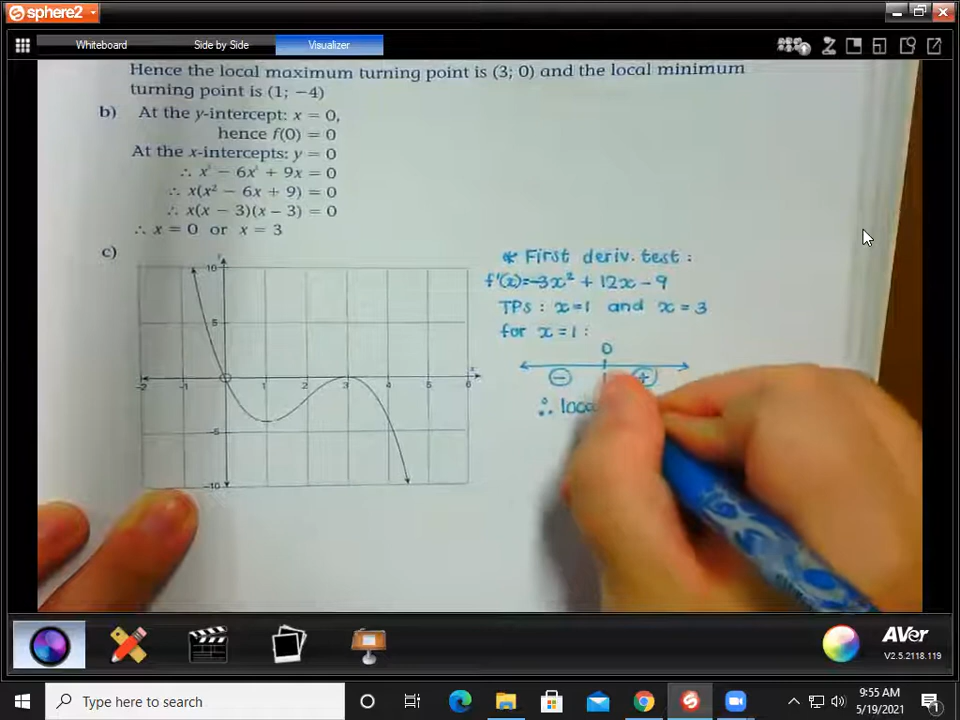 sphere2
Whiteboard
Side by Side
Visualizer
Hence the local maximum turning point is (3; 0) and the local minimum
turning point is (1; −4)
b) At the y-intercept: x = 0,
hence f(0) = 0
At the x-intercepts: y = 0
∴ x³ − 6x² + 9x = 0
∴ x(x² − 6x + 9) = 0
∴ x(x − 3)(x − 3) = 0
∴ x = 0 or x = 3
c)
10
5
-2 -1 1 2 3 4 5 6 x
-5
-10
* First deriv. test:
f'(x)=-3x² + 12x - 9
TPs: x=1 and x=3
for x=1:
0
− +
∴ loca
AVer
V2.5.2118.119
Type here to search
9:55 AM
5/19/2021
1